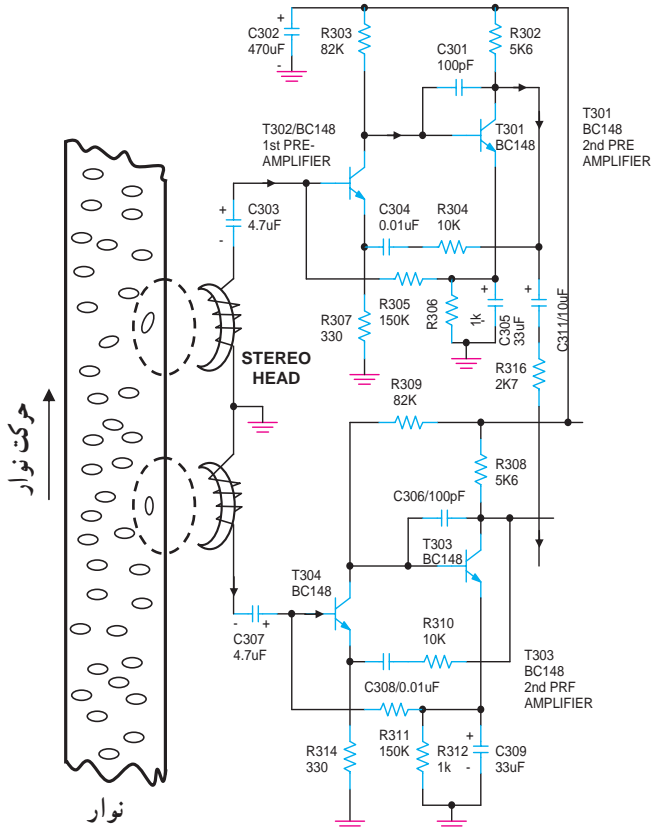 C302
470uF
R303
82K
C301
100pF
R302
5K6
T302/BC148
1st PRE-
AMPLIFIER
T301
BC148
T301
BC148
2nd PRE
AMPLIFIER
C303
4.7uF
C304
0.01uF
R304
10K
R305
150K
R307
330
R306
1k
C305
33uF
C311/10uF
R316
2K7
STEREO
HEAD
حرکت نوار
R309
82K
R308
5K6
C306/100pF
T303
BC148
T304
BC148
C307
4.7uF
R310
10K
C308/0.01uF
T303
BC148
2nd PRF
AMPLIFIER
R314
330
R311
150K
R312
1k
C309
33uF
نوار